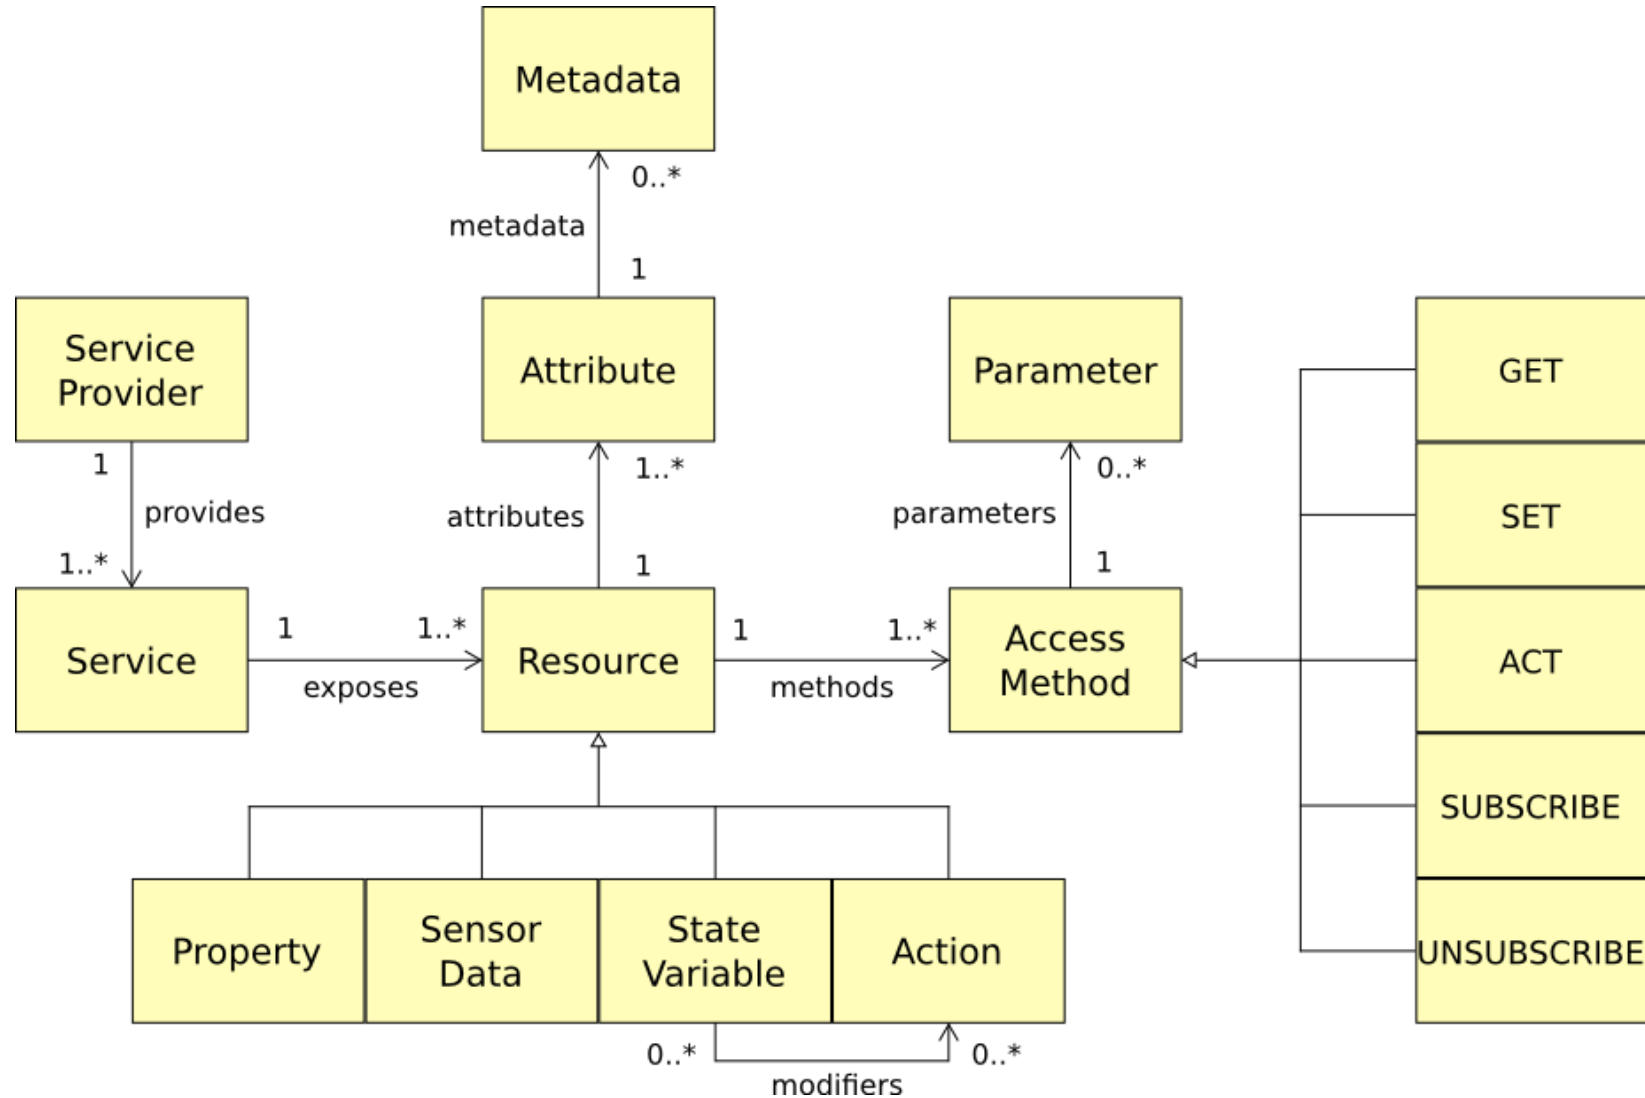 Metadata
0..*
metadata
1
Service
Provider
Attribute
Parameter
GET
1
1..*
0..*
provides
attributes
parameters
SET
1..*
1
1
Service
1
1..*
exposes
Resource
1
1..*
methods
Access
Method
ACT
SUBSCRIBE
Property
Sensor
Data
State
Variable
Action
UNSUBSCRIBE
0..*
0..*
modifiers